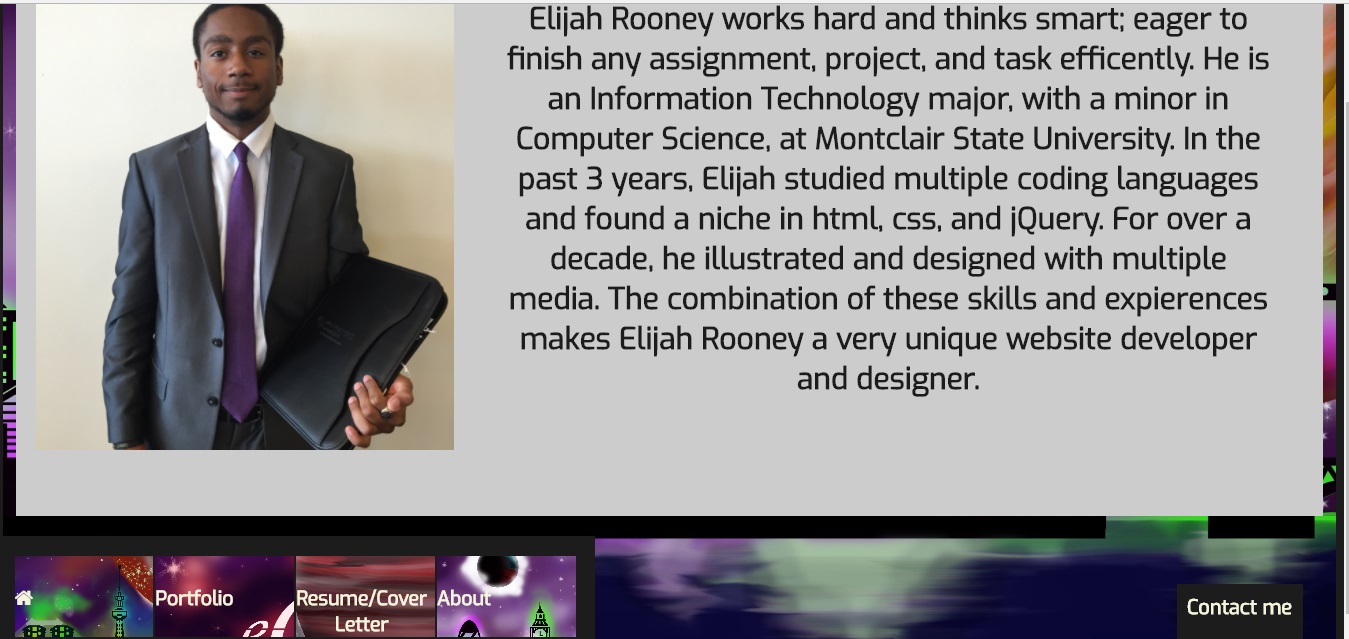 Elijah Rooney works hard and thinks smart; eager to
finish any assignment, project, and task efficently. He is
an Information Technology major, with a minor in
Computer Science, at Montclair State University. In the
past 3 years, Elijah studied multiple coding languages
and found a niche in html, css, and jQuery. For over a
decade, he illustrated and designed with multiple
media. The combination of these skills and expierences
makes Elijah Rooney a very unique website developer
and designer.
Portfolio
Resume/Cover
Letter
About
Contact me